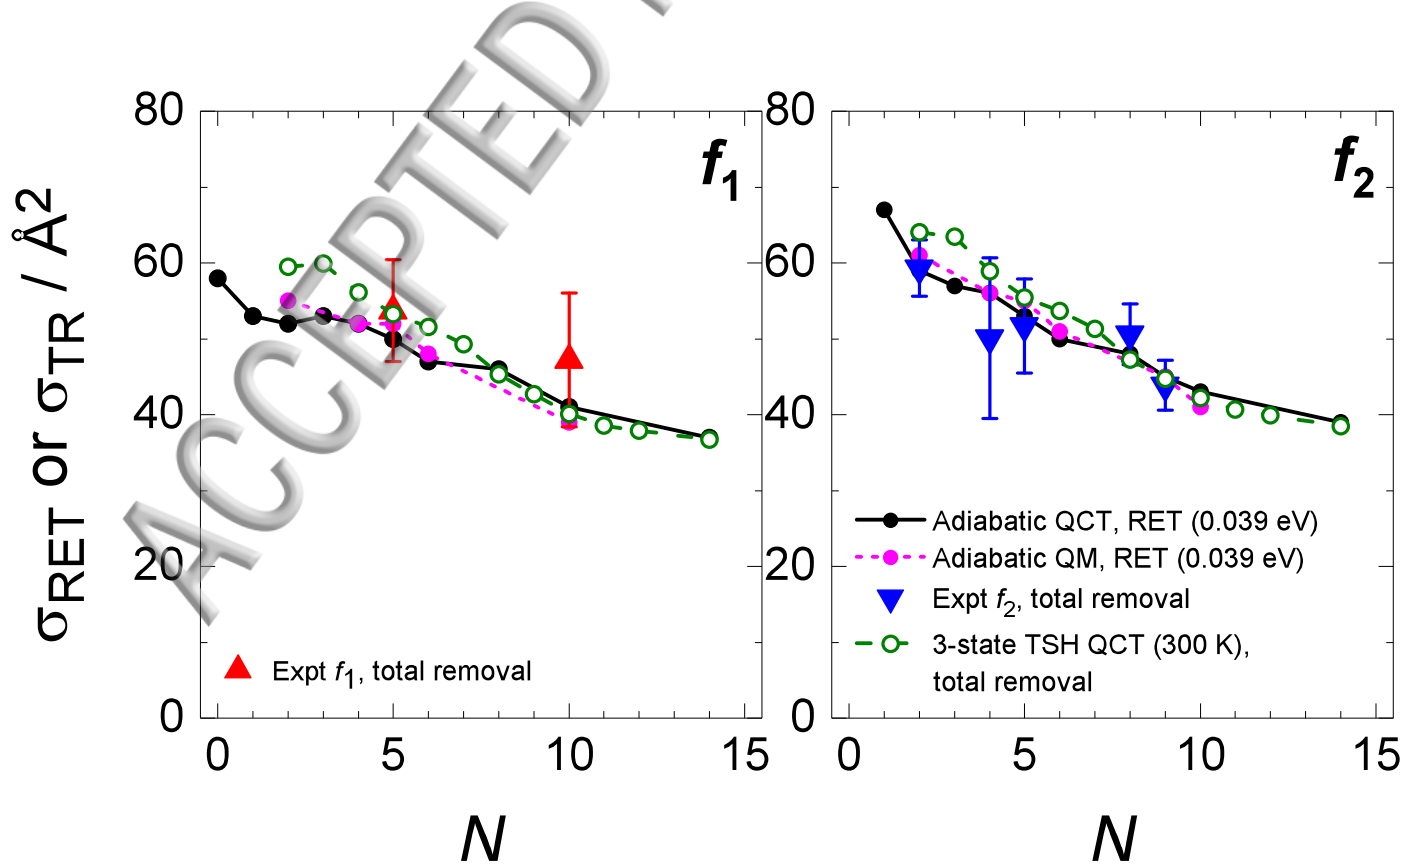 ACCEPTED
80
60
40
20
0
0 5 10 15
N
σRET or σTR / Å²
f1
Expt f1, total removal
80
60
40
20
0
0 5 10 15
N
f2
Adiabatic QCT, RET (0.039 eV)
Adiabatic QM, RET (0.039 eV)
Expt f2, total removal
3-state TSH QCT (300 K),
total removal